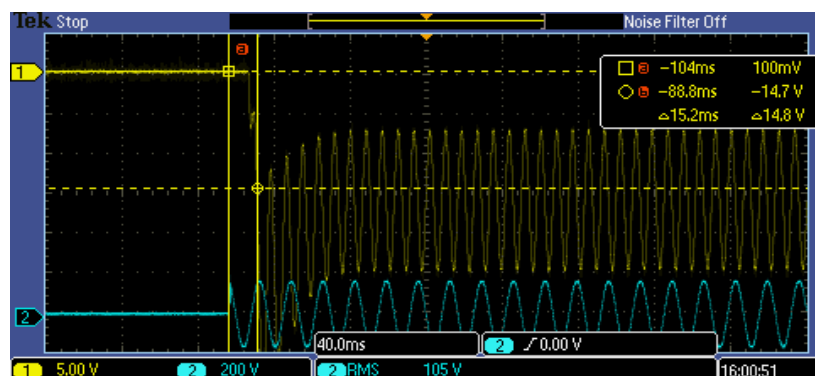 Tek Stop Noise Filter Off
a
1
□ a −104ms 100mV
○ a −88.8ms −14.7 V
△15.2ms △14.8 V
2
40.0ms 2 ∫ 0.00 V
1 5.00 V 2 200 V 2 RMS 105 V 16:00:51